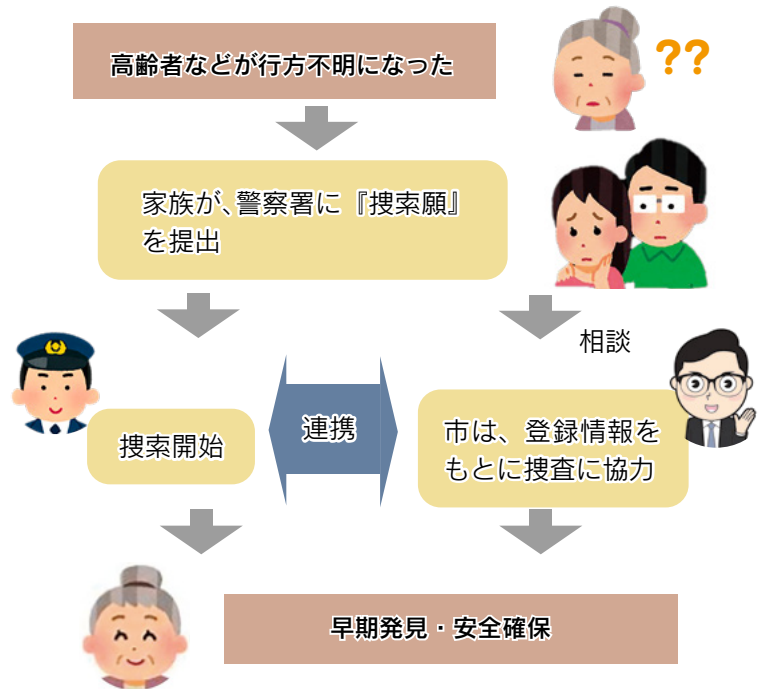 高齢者などが行方不明になった
??
家族が、警察署に『捜索願』
を提出
相談
捜索開始
連携
市は、登録情報を
もとに捜査に協力
早期発見・安全確保